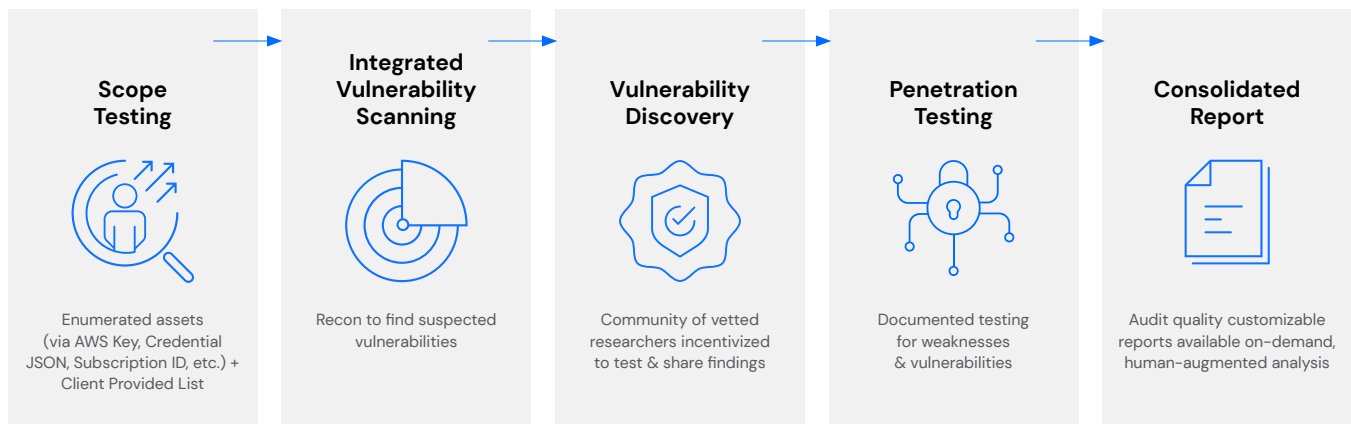 Scope
Testing
Enumerated assets
(via AWS Key, Credential
JSON, Subscription ID, etc.) +
Client Provided List
Integrated
Vulnerability
Scanning
Recon to find suspected
vulnerabilities
Vulnerability
Discovery
Community of vetted
researchers incentivized
to test & share findings
Penetration
Testing
Documented testing
for weaknesses
& vulnerabilities
Consolidated
Report
Audit quality customizable
reports available on-demand,
human-augmented analysis